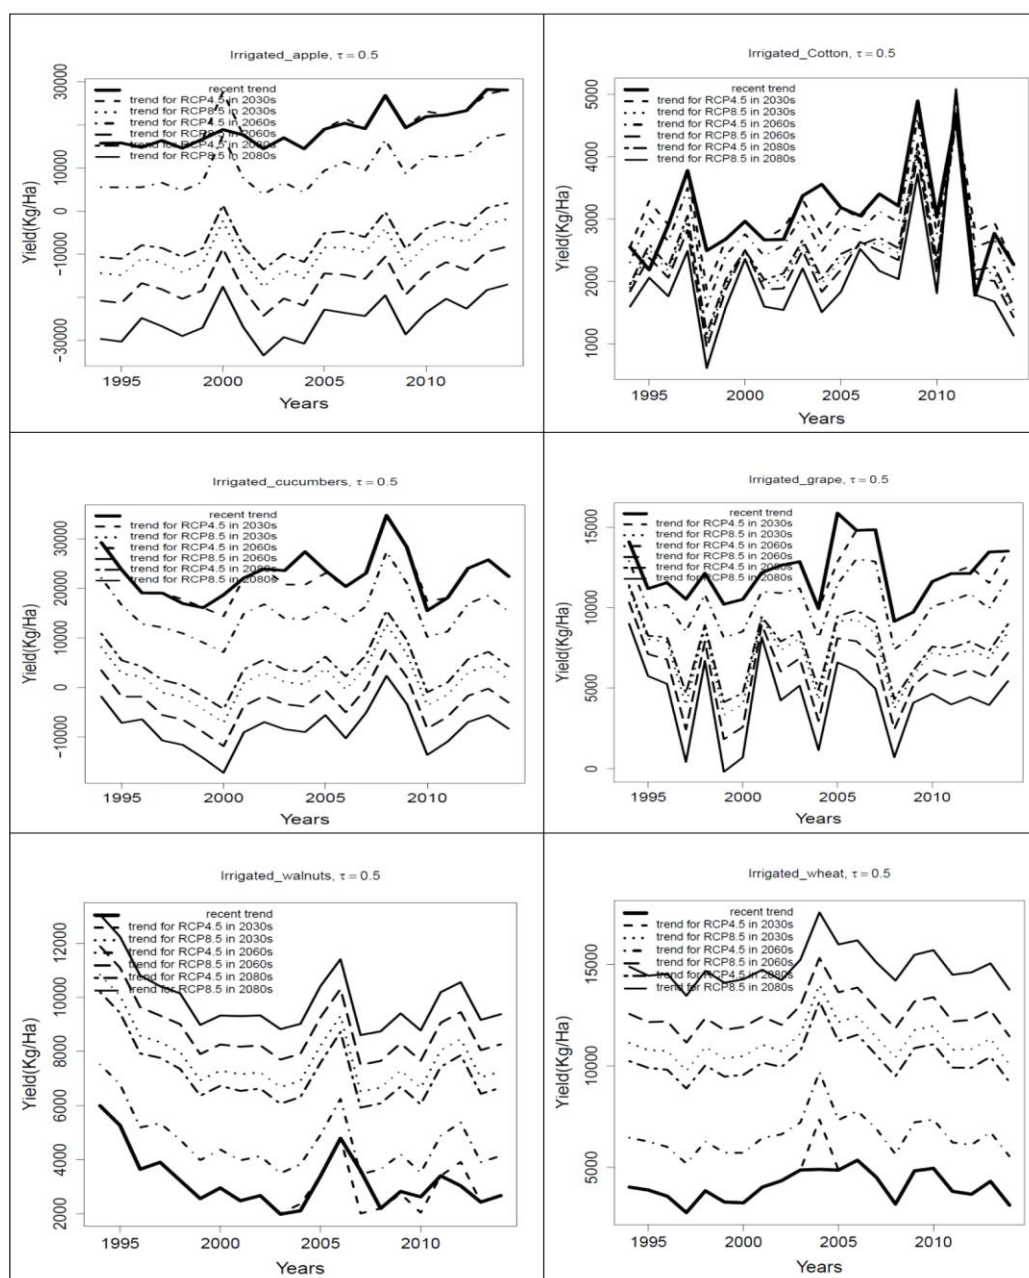 Irrigated_apple, τ = 0.5
recent trend
trend for RCP4.5 in 2030s
trend for RCP8.5 in 2030s
trend for RCP4.5 in 2060s
trend for RCP8.5 in 2060s
trend for RCP4.5 in 2080s
trend for RCP8.5 in 2080s
Yield(Kg/Ha)
30000
10000
0
-10000
-30000
1995 2000 2005 2010
Years
Irrigated_Cotton, τ = 0.5
recent trend
trend for RCP4.5 in 2030s
trend for RCP8.5 in 2030s
trend for RCP4.5 in 2060s
trend for RCP8.5 in 2060s
trend for RCP4.5 in 2080s
trend for RCP8.5 in 2080s
Yield(Kg/Ha)
5000
4000
3000
2000
1000
1995 2000 2005 2010
Years
Irrigated_cucumbers, τ = 0.5
recent trend
trend for RCP4.5 in 2030s
trend for RCP8.5 in 2030s
trend for RCP4.5 in 2060s
trend for RCP8.5 in 2060s
trend for RCP4.5 in 2080s
trend for RCP8.5 in 2080s
Yield(Kg/Ha)
30000
20000
10000
0
-10000
1995 2000 2005 2010
Years
Irrigated_grape, τ = 0.5
recent trend
trend for RCP4.5 in 2030s
trend for RCP8.5 in 2030s
trend for RCP4.5 in 2060s
trend for RCP8.5 in 2060s
trend for RCP4.5 in 2080s
trend for RCP8.5 in 2080s
Yield(Kg/Ha)
15000
10000
5000
0
1995 2000 2005 2010
Years
Irrigated_walnuts, τ = 0.5
recent trend
trend for RCP4.5 in 2030s
trend for RCP8.5 in 2030s
trend for RCP4.5 in 2060s
trend for RCP8.5 in 2060s
trend for RCP4.5 in 2080s
trend for RCP8.5 in 2080s
Yield(Kg/Ha)
12000
10000
8000
6000
4000
2000
1995 2000 2005 2010
Years
Irrigated_wheat, τ = 0.5
recent trend
trend for RCP4.5 in 2030s
trend for RCP8.5 in 2030s
trend for RCP4.5 in 2060s
trend for RCP8.5 in 2060s
trend for RCP4.5 in 2080s
trend for RCP8.5 in 2080s
Yield(Kg/Ha)
15000
10000
5000
1995 2000 2005 2010
Years